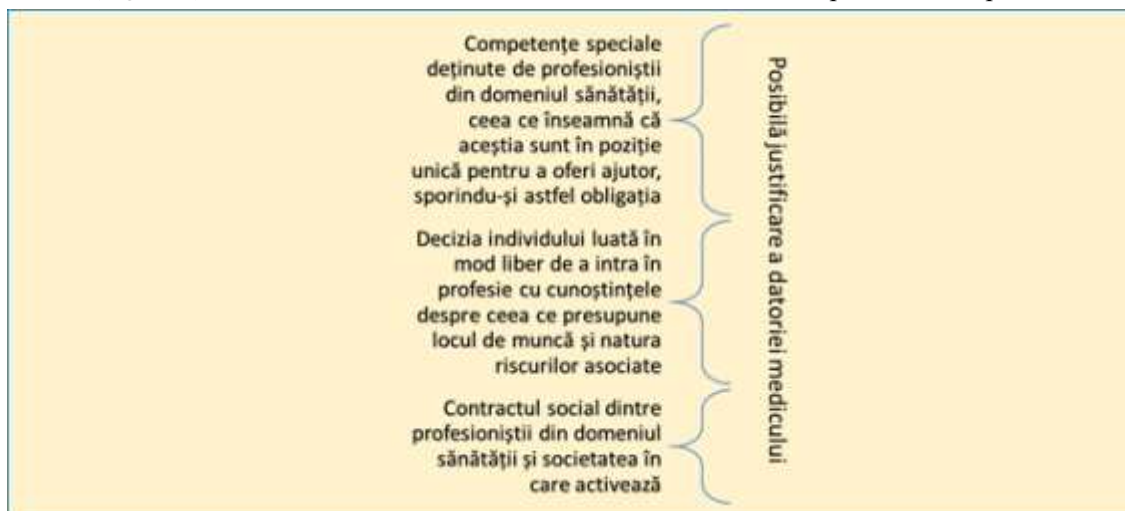 Competențe speciale
deținute de profesioniștii
din domeniul sănătății,
ceea ce înseamnă că
aceștia sunt în poziție
unică pentru a oferi ajutor,
sporindu-și astfel obligația
Decizia individului luată în
mod liber de a intra în
profesie cu cunoștințele
despre ceea ce presupune
locul de muncă și natura
riscurilor asociate
Contractul social dintre
profesioniștii din domeniul
sănătății și societatea în
care activează
Posibilă justificare a datoriei medicului